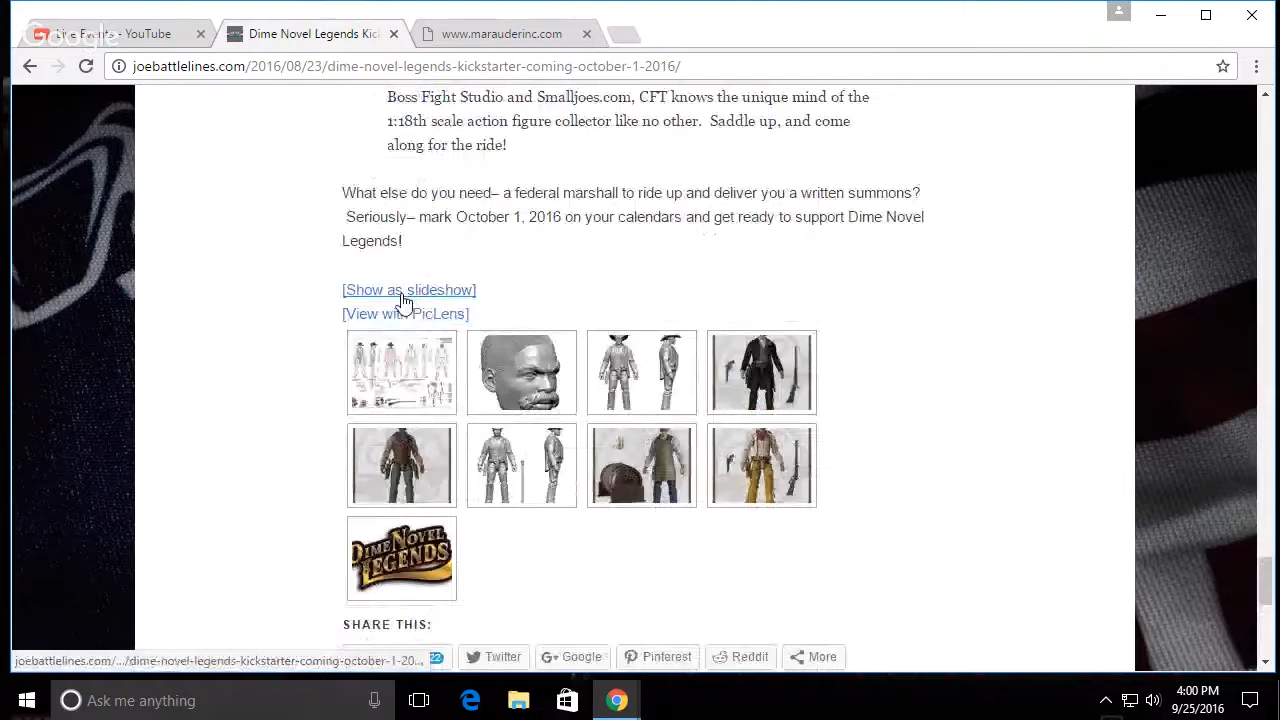 Live Events - YouTube
Dime Novel Legends Kic
www.marauderinc.com
Google
joebattlelines.com/2016/08/23/dime-novel-legends-kickstarter-coming-october-1-2016/
Boss Fight Studio and Smalljoes.com, CFT knows the unique mind of the
1:18th scale action figure collector like no other.  Saddle up, and come
along for the ride!
What else do you need– a federal marshall to ride up and deliver you a written summons?
Seriously– mark October 1, 2016 on your calendars and get ready to support Dime Novel
Legends!
[Show as slideshow]
[View with PicLens]
DIME NOVEL
LEGENDS
SHARE THIS:
22
Twitter
Google
Pinterest
Reddit
More
joebattlelines.com/.../dime-novel-legends-kickstarter-coming-october-1-20...
Ask me anything
4:00 PM
9/25/2016